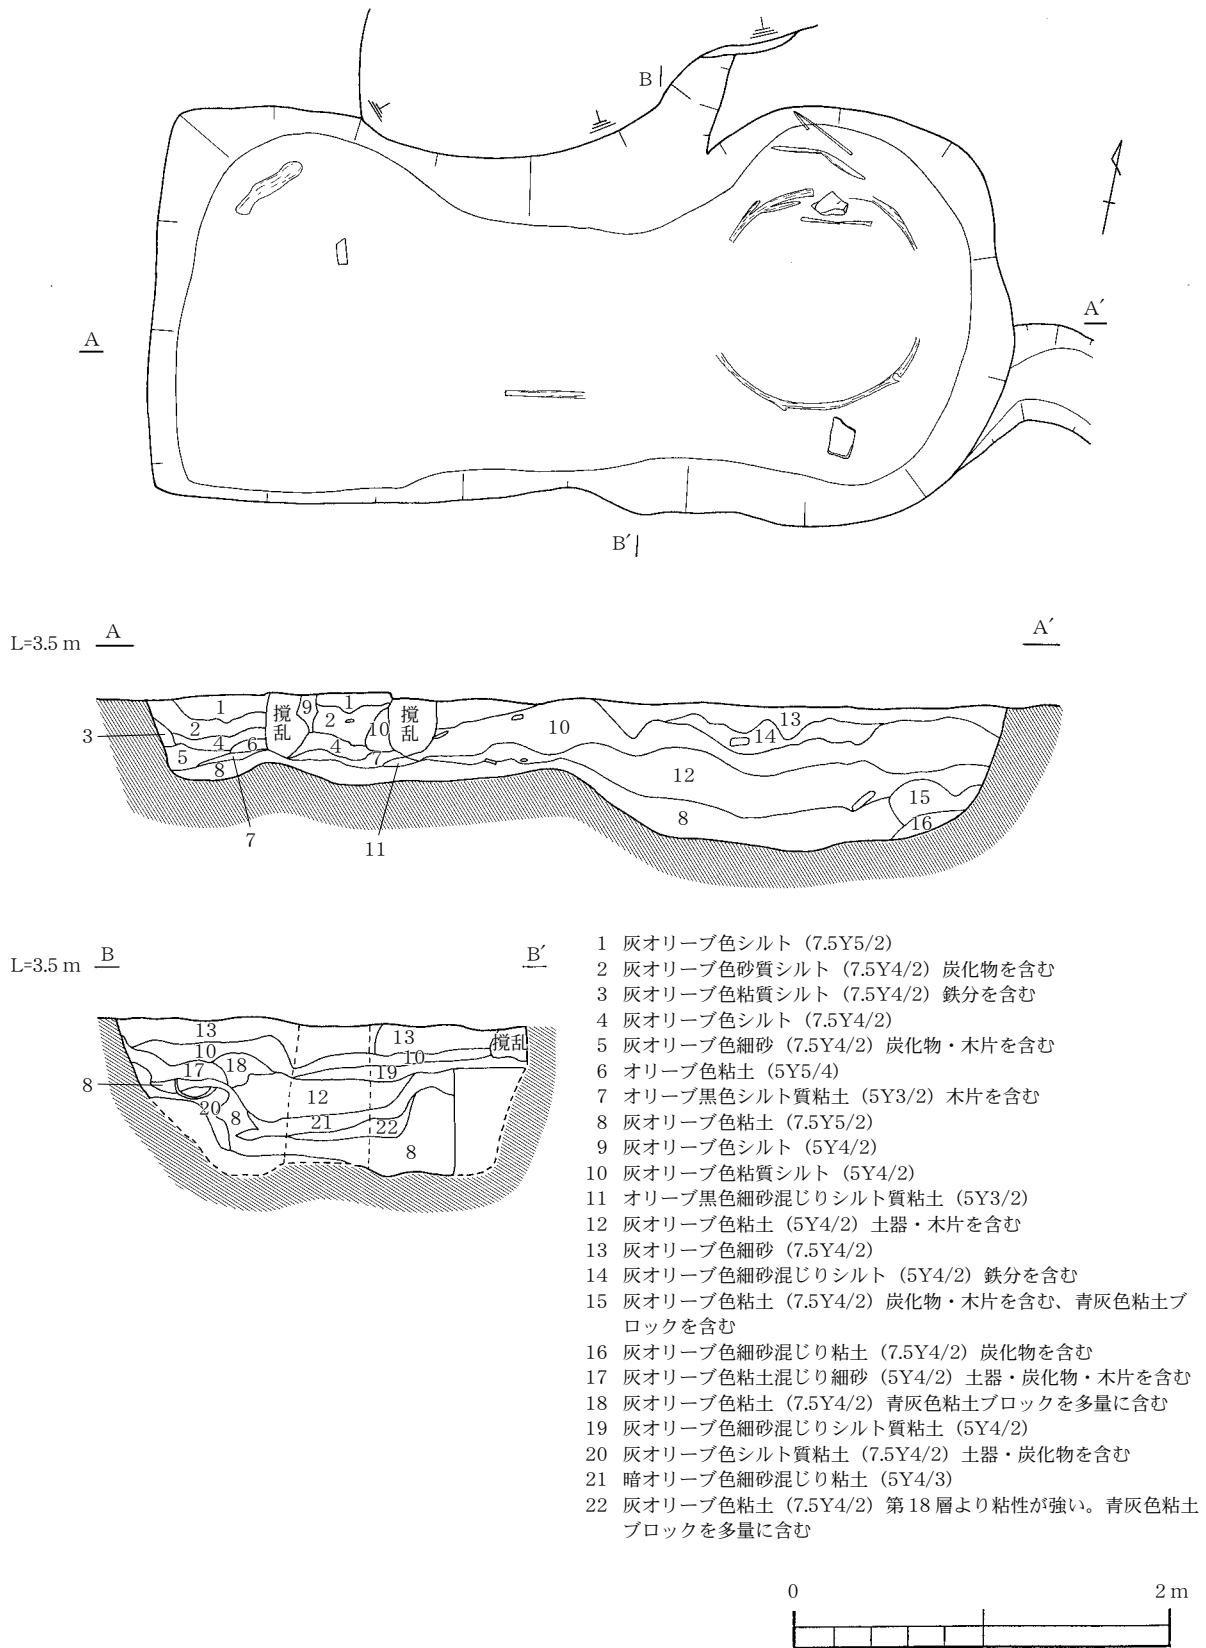 B
A
A′
B′
L=3.5 m A A′
1 2 3 4 5 6 7 8 9 1 2 4 10 7 11 10 12 8 13 14 15 16
撹乱
撹乱
L=3.5 m B B′
13 10 17 18 8 20 8 12 21 22 13 10 19 8
撹乱
1 灰オリーブ色シルト（7.5Y5/2）
2 灰オリーブ色砂質シルト（7.5Y4/2）炭化物を含む
3 灰オリーブ色粘質シルト（7.5Y4/2）鉄分を含む
4 灰オリーブ色シルト（7.5Y4/2）
5 灰オリーブ色細砂（7.5Y4/2）炭化物・木片を含む
6 オリーブ色粘土（5Y5/4）
7 オリーブ黒色シルト質粘土（5Y3/2）木片を含む
8 灰オリーブ色粘土（7.5Y5/2）
9 灰オリーブ色シルト（5Y4/2）
10 灰オリーブ色粘質シルト（5Y4/2）
11 オリーブ黒色細砂混じりシルト質粘土（5Y3/2）
12 灰オリーブ色粘土（5Y4/2）土器・木片を含む
13 灰オリーブ色細砂（7.5Y4/2）
14 灰オリーブ色細砂混じりシルト（5Y4/2）鉄分を含む
15 灰オリーブ色粘土（7.5Y4/2）炭化物・木片を含む、青灰色粘土ブ
ロックを含む
16 灰オリーブ色細砂混じり粘土（7.5Y4/2）炭化物を含む
17 灰オリーブ色粘土混じり細砂（5Y4/2）土器・炭化物・木片を含む
18 灰オリーブ色粘土（7.5Y4/2）青灰色粘土ブロックを多量に含む
19 灰オリーブ色細砂混じりシルト質粘土（5Y4/2）
20 灰オリーブ色シルト質粘土（7.5Y4/2）土器・炭化物を含む
21 暗オリーブ色細砂混じり粘土（5Y4/3）
22 灰オリーブ色粘土（7.5Y4/2）第18層より粘性が強い。青灰色粘土
ブロックを多量に含む
0 2 m